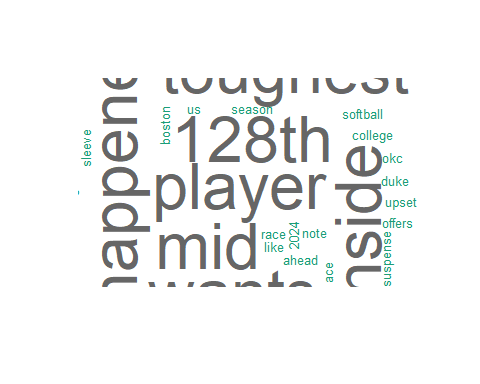 toughest
happened
sleeve
boston
us
season
softball
128th
college
okc
player
inside
duke
upset
mid
race
2024
note
offers
like
ahead
ace
suspense
wants